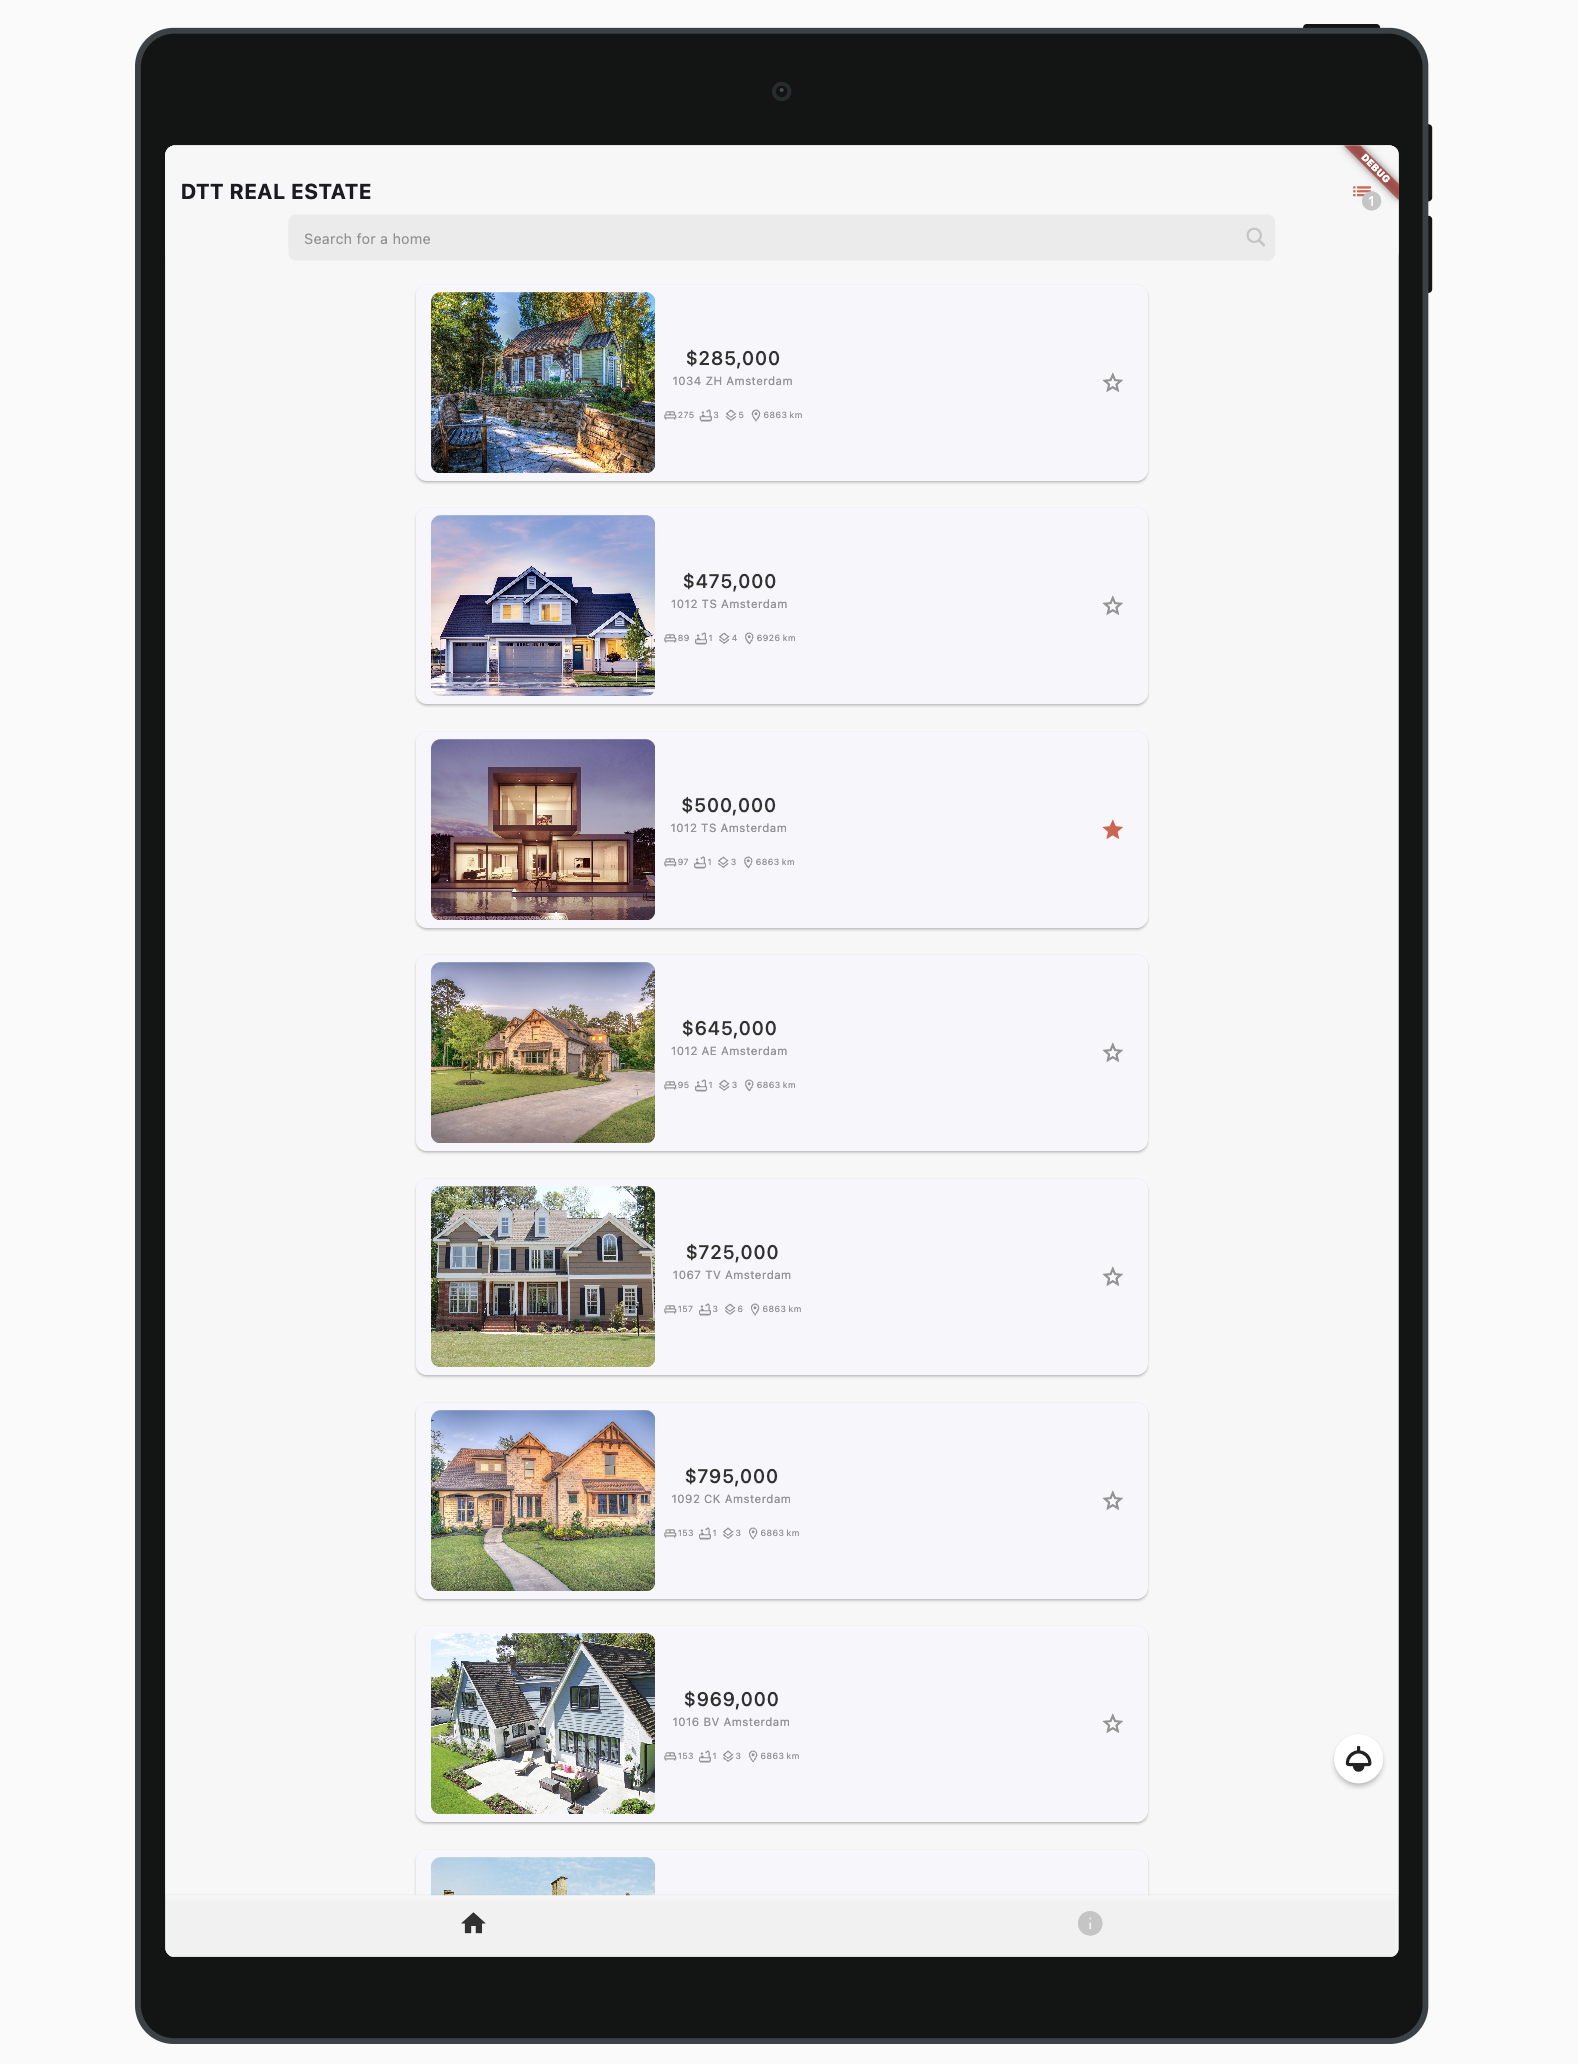 DEBUG
DTT REAL ESTATE
1
Search for a home
$285,000
1034 ZH Amsterdam
275 3 5 6863 km
$475,000
1012 TS Amsterdam
89 1 4 6926 km
$500,000
1012 TS Amsterdam
97 1 3 6863 km
$645,000
1012 AE Amsterdam
95 1 3 6863 km
$725,000
1067 TV Amsterdam
157 3 6 6863 km
$795,000
1092 CK Amsterdam
153 1 3 6863 km
$969,000
1016 BV Amsterdam
153 1 3 6863 km